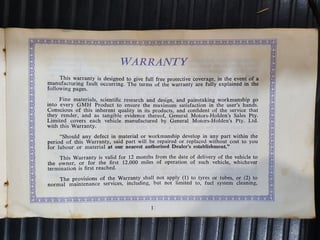 WARRANTY
This warranty is designed to give full free protective coverage, in the event of a
manufacturing fault occurring. The terms of the warranty are fully explained in the
following pages.
Fine materials, scientific research and design, and painstaking workmanship go
into every GMH Product to ensure the maximum satisfaction in the user's hands.
Conscious of this inherent quality in its products, and confident of the service that
they render, and as tangible evidence thereof, General Motors-Holden's Sales Pty.
Limited covers each vehicle manufactured by General Motors-Holden's Pty. Ltd.
with this Warranty.
"Should any defect in material or workmanship develop in any part within the
period of this Warranty, said part will be repaired or replaced without cost to you
for labour or material at our nearest authorised Dealer's establishment."
This Warranty is valid for 12 months from the date of delivery of the vehicle to
the owner, or for the first 12,000 miles of operation of such vehicle, whichever
termination is first reached.
The provisions of the Warranty shall not apply (1) to tyres or tubes, or (2) to
normal maintenance services, including, but not limited to, fuel system cleaning,
1